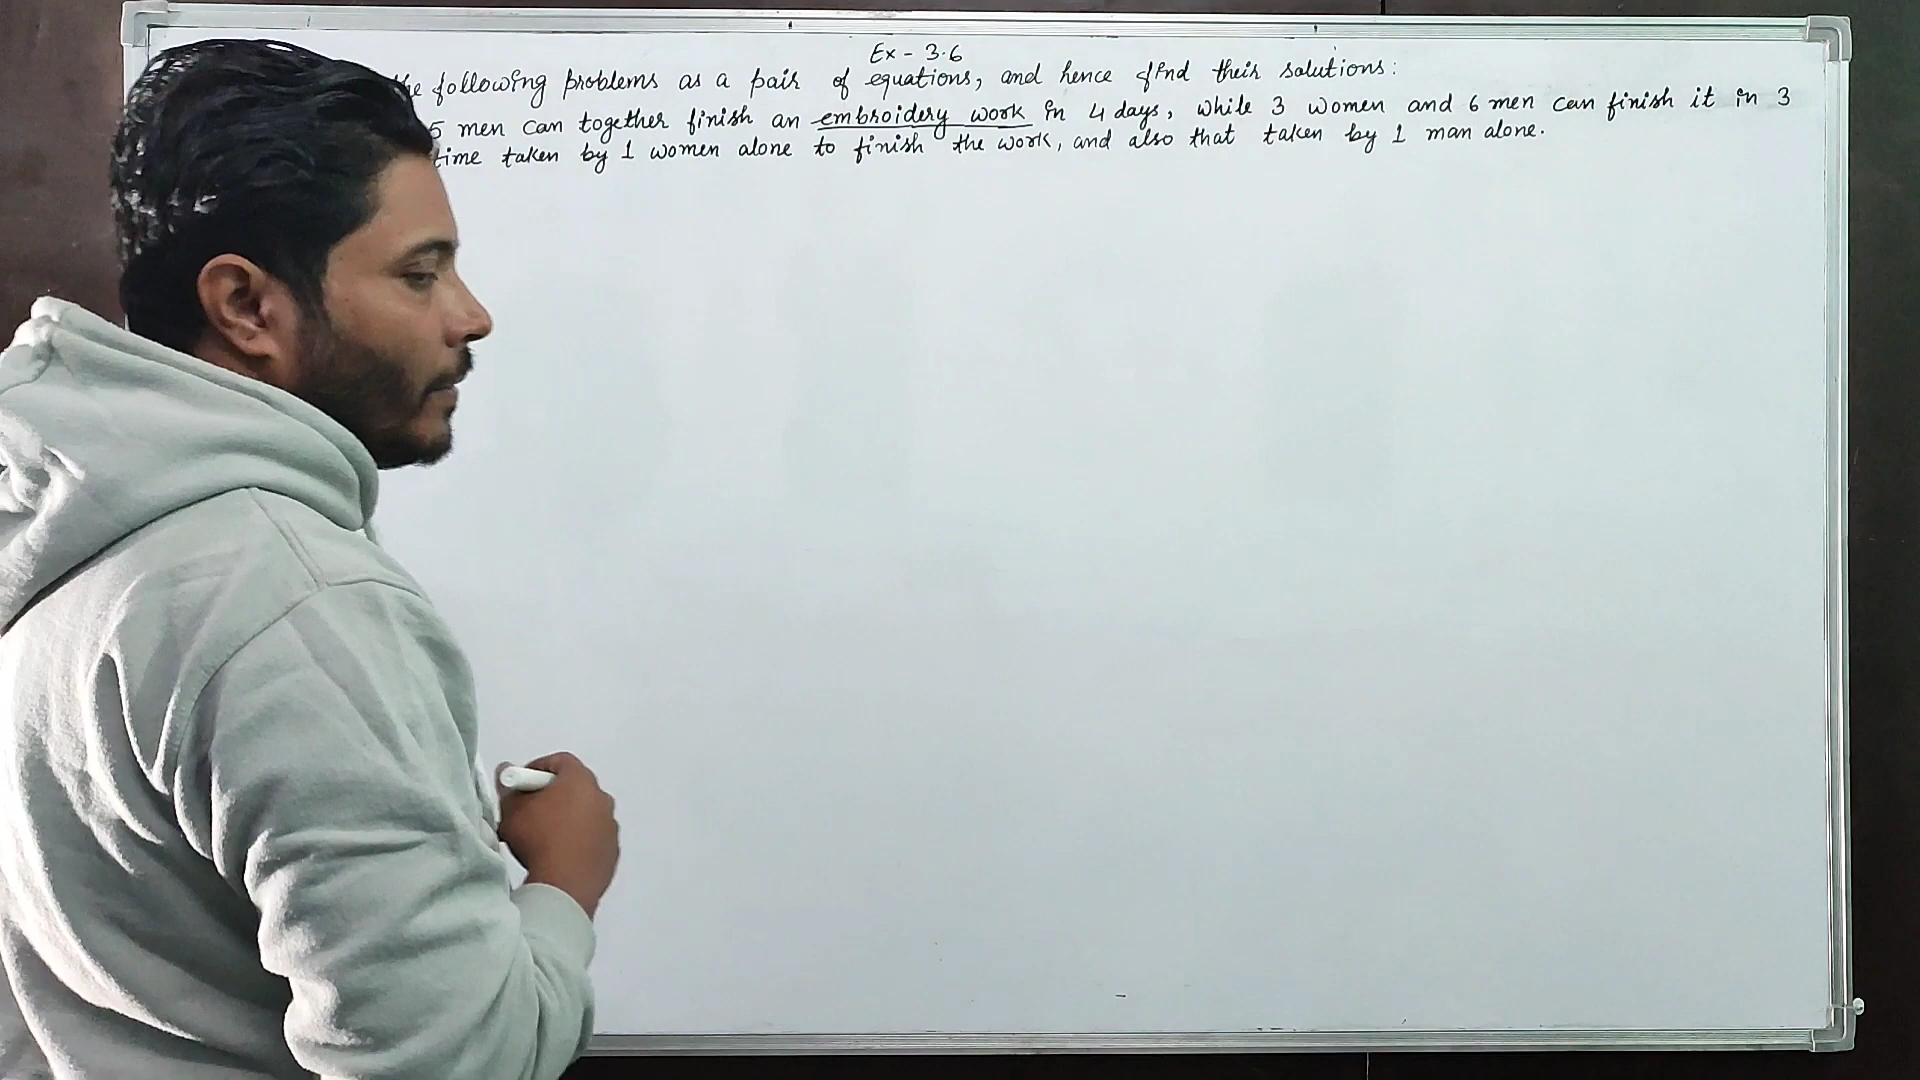 Ex - 3.6
following problems as a pair of equations, and hence find their solutions:
5 men can together finish an embroidery work in 4 days, while 3 women and 6 men can finish it in 3
time taken by 1 women alone to finish the work, and also that taken by 1 man alone.